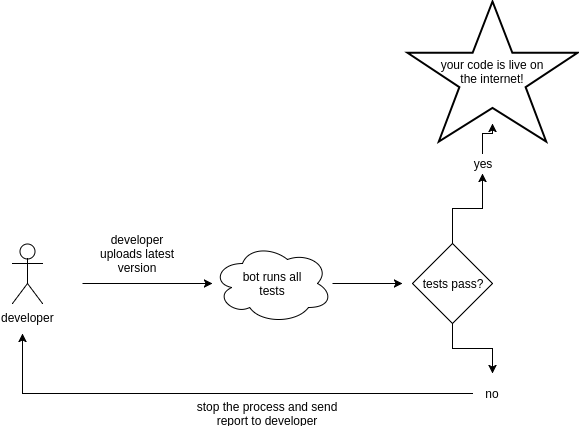 your code is live on
the internet!
yes
developer
uploads latest
version
bot runs all
tests
tests pass?
developer
no
stop the process and send
report to developer